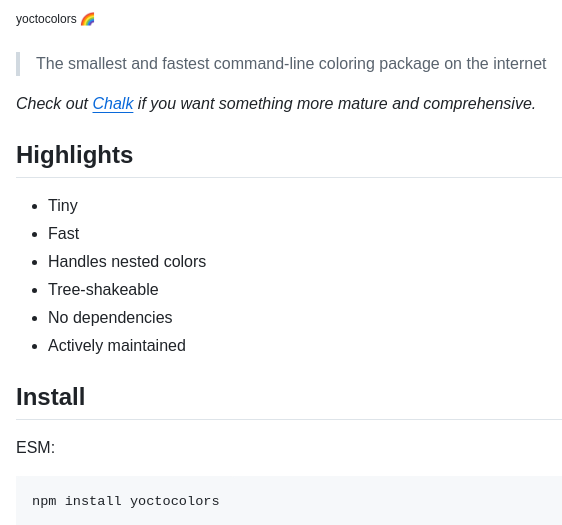 yoctocolors 🌈
The smallest and fastest command-line coloring package on the internet
Check out Chalk if you want something more mature and comprehensive.
Highlights
• Tiny
• Fast
• Handles nested colors
• Tree-shakeable
• No dependencies
• Actively maintained
Install
ESM:
npm install yoctocolors